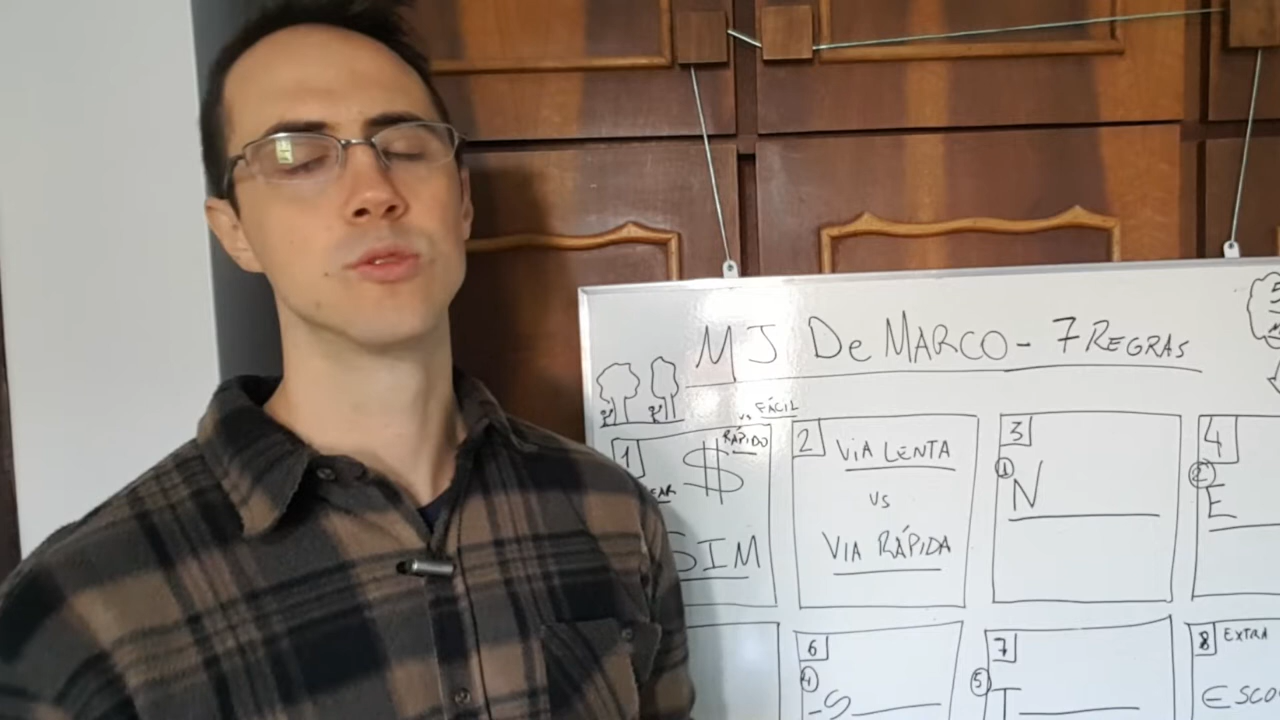 MJ DeMARCO - 7 REGRAS
vs. FÁCIL
1
RÁPIDO
$
SIM
2
VIA LENTA
vs
VIA RÁPIDA
3
1
N
4
2
E
6
4
S
7
5
T
8 EXTRA